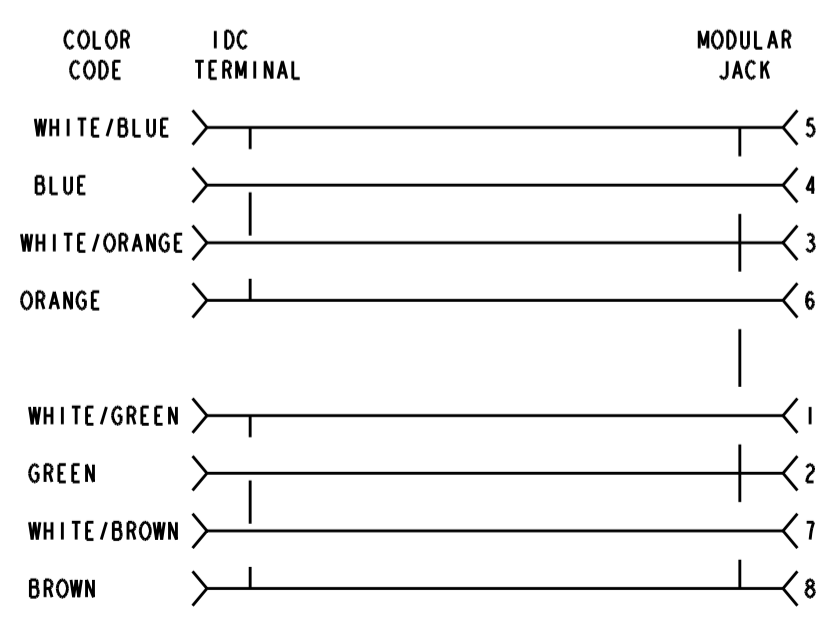 COLOR CODE IDC TERMINAL MODULAR JACK
WHITE/BLUE 5
BLUE 4
WHITE/ORANGE 3
ORANGE 6
WHITE/GREEN 1
GREEN 2
WHITE/BROWN 7
BROWN 8